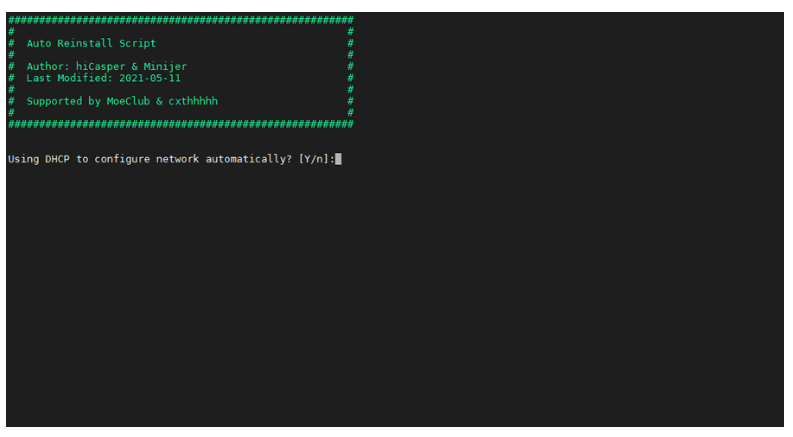 ########################################################
#                                                      #
#  Auto Reinstall Script                               #
#                                                      #
#  Author: hiCasper & Minijer                          #
#  Last Modified: 2021-05-11                           #
#                                                      #
#  Supported by MoeClub & cxthhhhh                     #
#                                                      #
########################################################
Using DHCP to configure network automatically? [Y/n]: